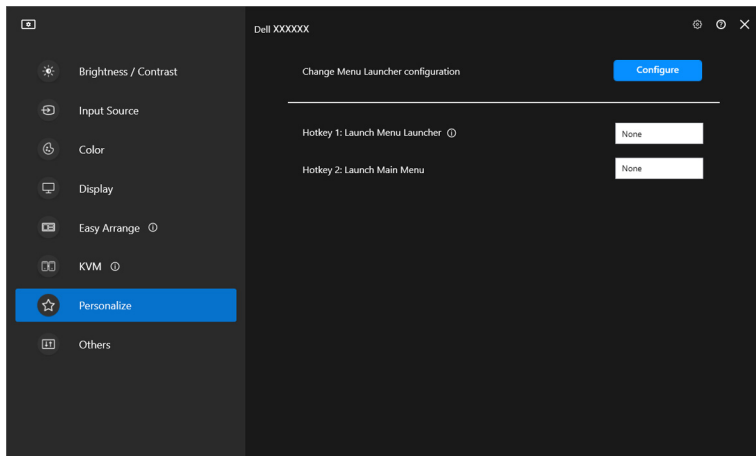 Dell XXXXXX
Brightness / Contrast
Input Source
Color
Display
Easy Arrange
KVM
Personalize
Others
Change Menu Launcher configuration
Configure
Hotkey 1: Launch Menu Launcher
None
Hotkey 2: Launch Main Menu
None